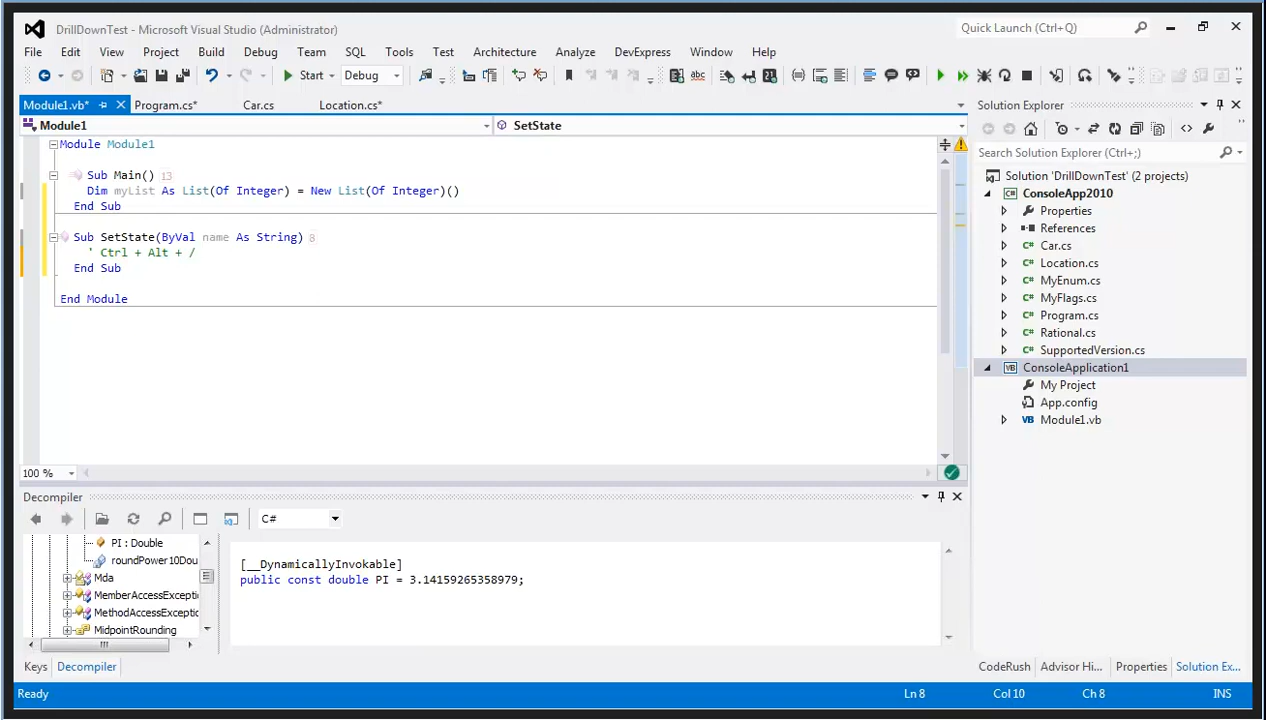 DrillDownTest - Microsoft Visual Studio (Administrator)
Quick Launch (Ctrl+Q)
File Edit View Project Build Debug Team SQL Tools Test Architecture Analyze DevExpress Window Help
Start Debug
Module1.vb* Program.cs* Car.cs Location.cs*
Module1 SetState
Module Module1
Sub Main() 13
Dim myList As List(Of Integer) = New List(Of Integer)()
End Sub
Sub SetState(ByVal name As String) 8
' Ctrl + Alt + /
End Sub
End Module
100 %
Solution Explorer
Search Solution Explorer (Ctrl+;)
Solution 'DrillDownTest' (2 projects)
ConsoleApp2010
Properties
References
Car.cs
Location.cs
MyEnum.cs
MyFlags.cs
Program.cs
Rational.cs
SupportedVersion.cs
ConsoleApplication1
My Project
App.config
Module1.vb
Decompiler
C#
PI : Double
roundPower10Dou
Mda
MemberAccessExcepti
MethodAccessExceptio
MidpointRounding
[__DynamicallyInvokable]
public const double PI = 3.14159265358979;
Keys Decompiler
CodeRush Advisor Hi... Properties Solution Ex...
Ready Ln 8 Col 10 Ch 8 INS